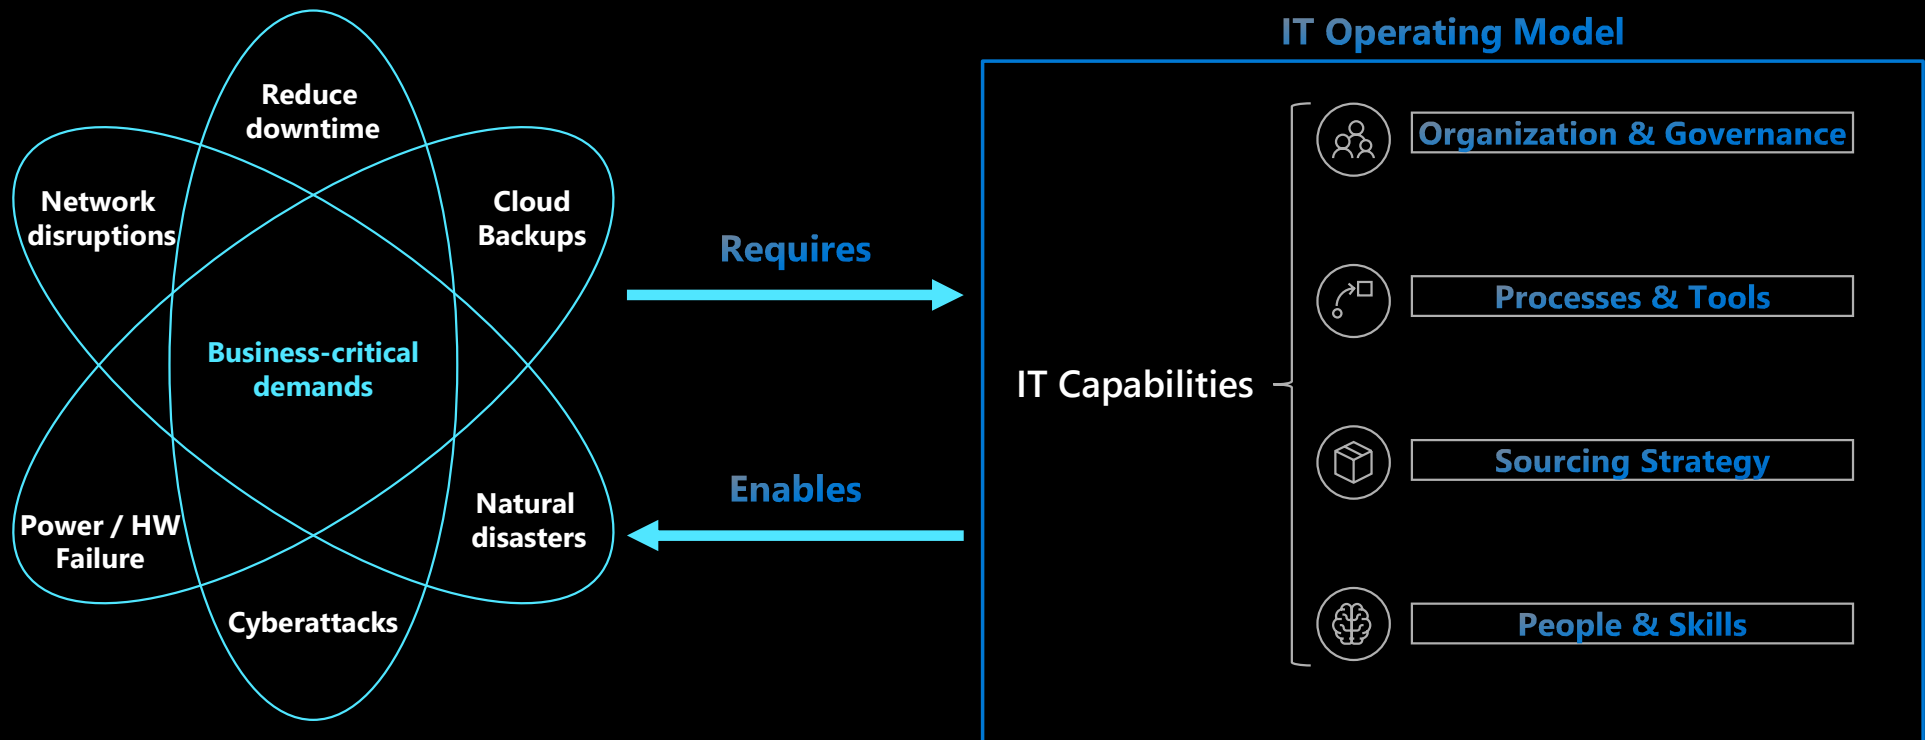 Reduce
downtime
Network
disruptions
Cloud
Backups
Business-critical
demands
Power / HW
Failure
Natural
disasters
Cyberattacks
Requires
Enables
IT Operating Model
IT Capabilities
Organization & Governance
Processes & Tools
Sourcing Strategy
People & Skills